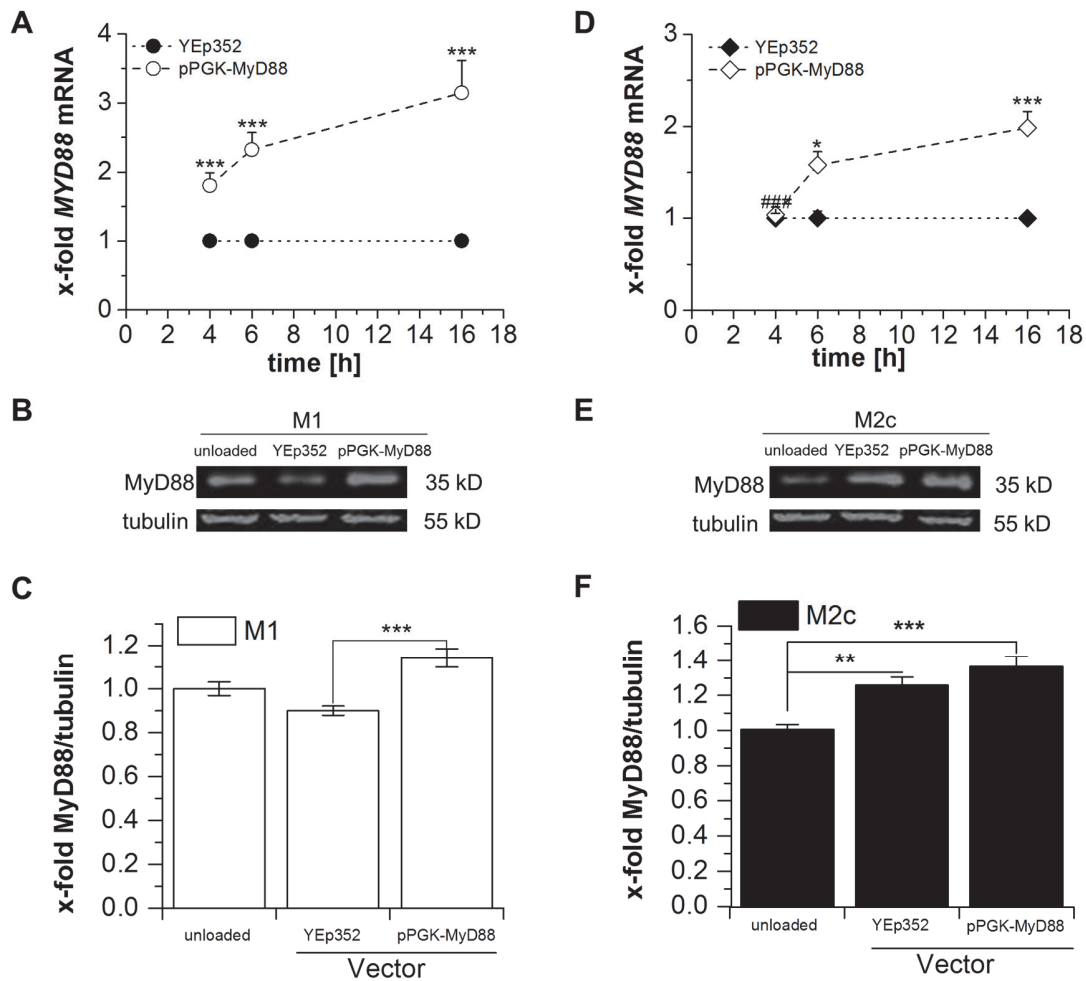 A
YEp352
pPGK-MyD88
***
***
***
x-fold MYD88 mRNA
4
3
2
1
0
0 2 4 6 8 10 12 14 16 18
time [h]
D
YEp352
pPGK-MyD88
***
*
###
x-fold MYD88 mRNA
3
2
1
0
0 2 4 6 8 10 12 14 16 18
time [h]
B
M1
unloaded YEp352 pPGK-MyD88
MyD88 35 kD
tubulin 55 kD
E
M2c
unloaded YEp352 pPGK-MyD88
MyD88 35 kD
tubulin 55 kD
C
M1
***
x-fold MyD88/tubulin
1.2
1.0
0.8
0.6
0.4
0.2
0.0
unloaded YEp352 pPGK-MyD88
Vector
F
M2c
***
**
x-fold MyD88/tubulin
1.6
1.4
1.2
1.0
0.8
0.6
0.4
0.2
0.0
unloaded YEp352 pPGK-MyD88
Vector